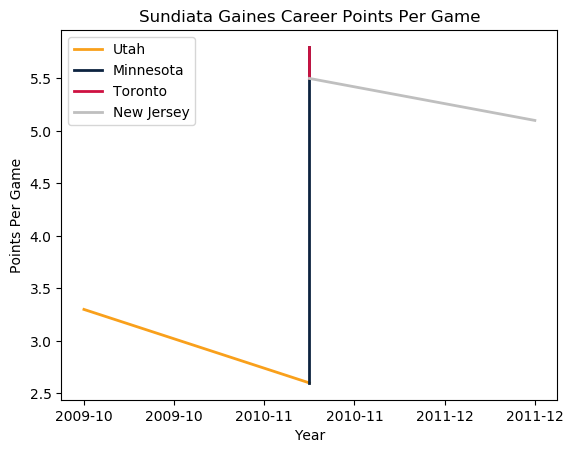 Sundiata Gaines Career Points Per Game
Utah
Minnesota
Toronto
New Jersey
Points Per Game
5.5
5.0
4.5
4.0
3.5
3.0
2.5
2009-10 2009-10 2010-11 2010-11 2011-12 2011-12
Year